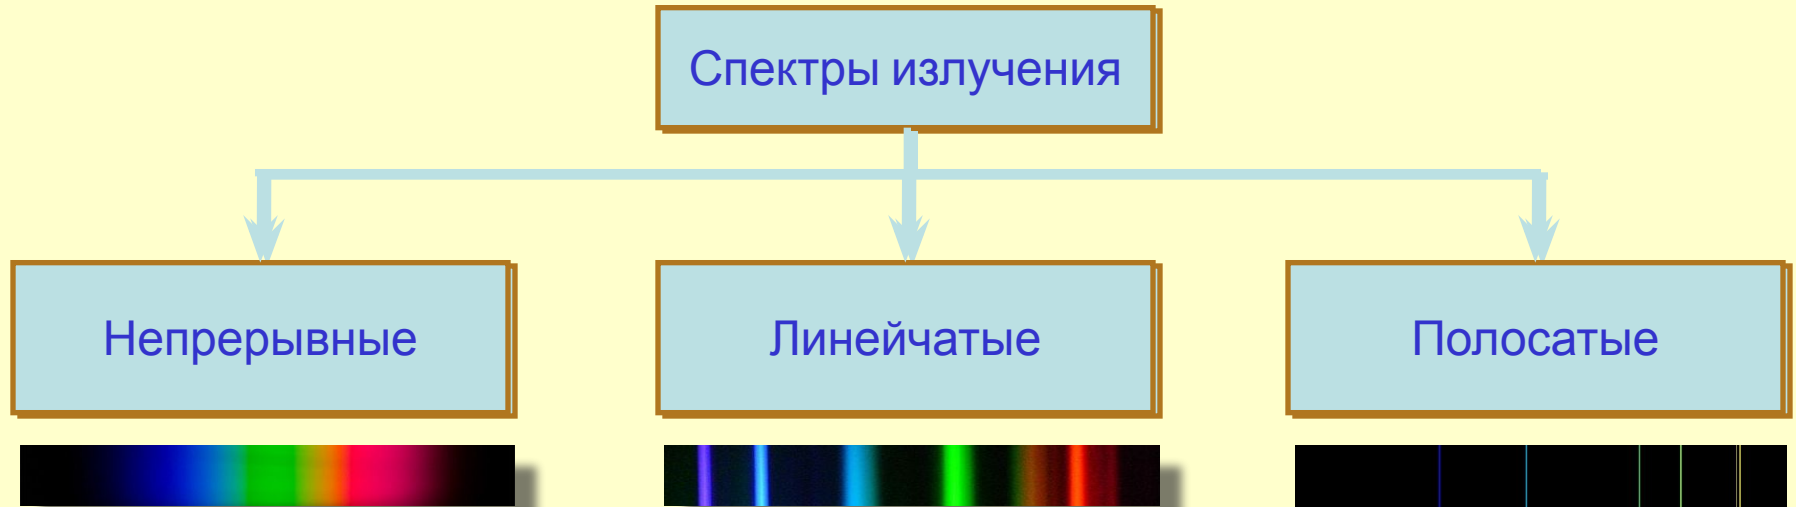 Спектры излучения
Непрерывные
Линейчатые
Полосатые